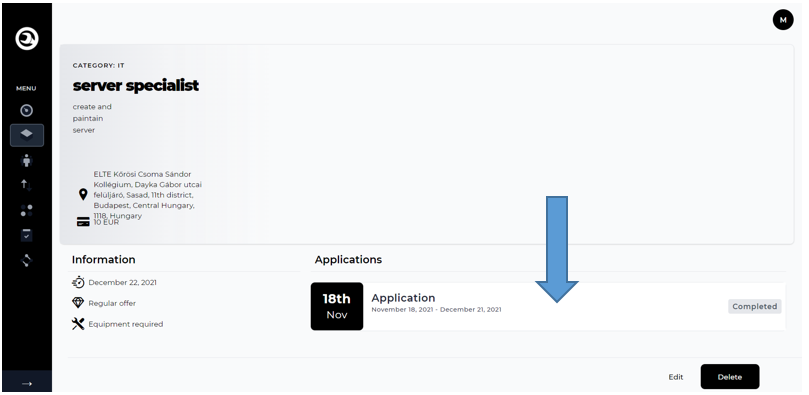 M
MENU
CATEGORY: IT
server specialist
create and
paintain
server
ELTE Kőrösi Csoma Sándor
Kollégium, Dayka Gábor utcai
felüljáró, Sasad, 11th district,
Budapest, Central Hungary,
1118, Hungary
10 EUR
Information
December 22, 2021
Regular offer
Equipment required
Applications
18th
Nov
Application
November 18, 2021 - December 21, 2021
Completed
Edit
Delete